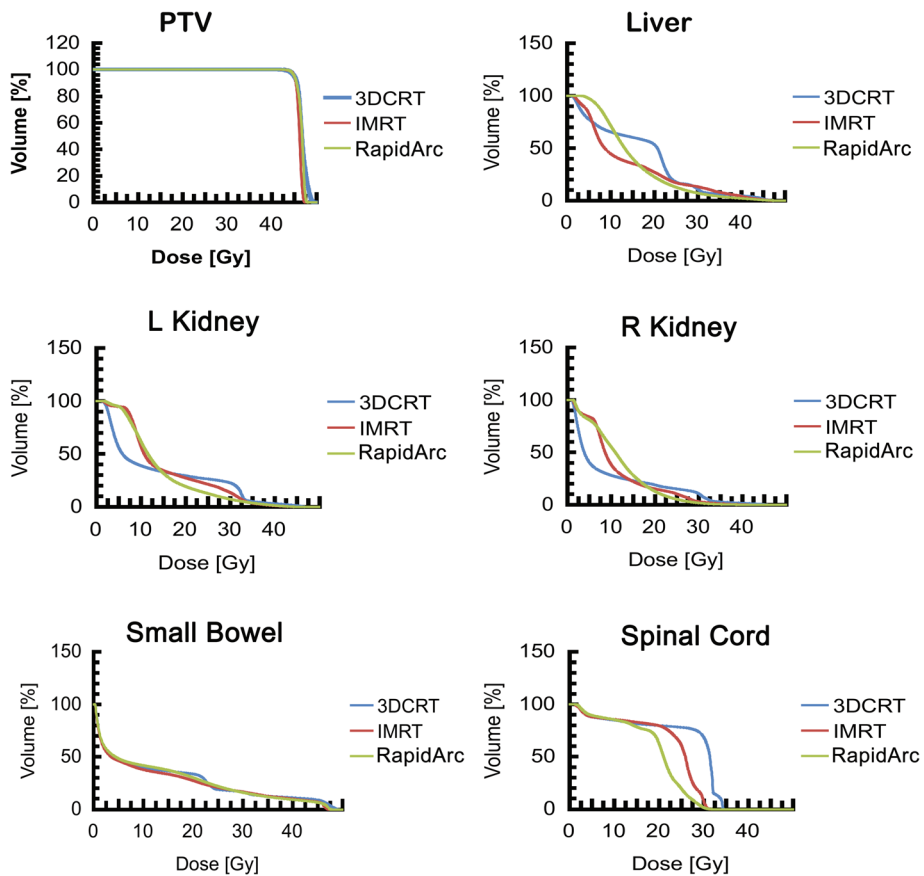 PTV
120
100
80
60
40
20
0
Volume [%]
0 10 20 30 40
Dose [Gy]
3DCRT
IMRT
RapidArc
Liver
150
100
50
0
Volume [%]
0 10 20 30 40
Dose [Gy]
3DCRT
IMRT
RapidArc
L Kidney
150
100
50
0
Volume [%]
0 10 20 30 40
Dose [Gy]
3DCRT
IMRT
RapidArc
R Kidney
150
100
50
0
Volume [%]
0 10 20 30 40
Dose [Gy]
3DCRT
IMRT
RapidArc
Small Bowel
150
100
50
0
Volume [%]
0 10 20 30 40
Dose [Gy]
3DCRT
IMRT
RapidArc
Spinal Cord
150
100
50
0
Volume [%]
0 10 20 30 40
Dose [Gy]
3DCRT
IMRT
RapidArc